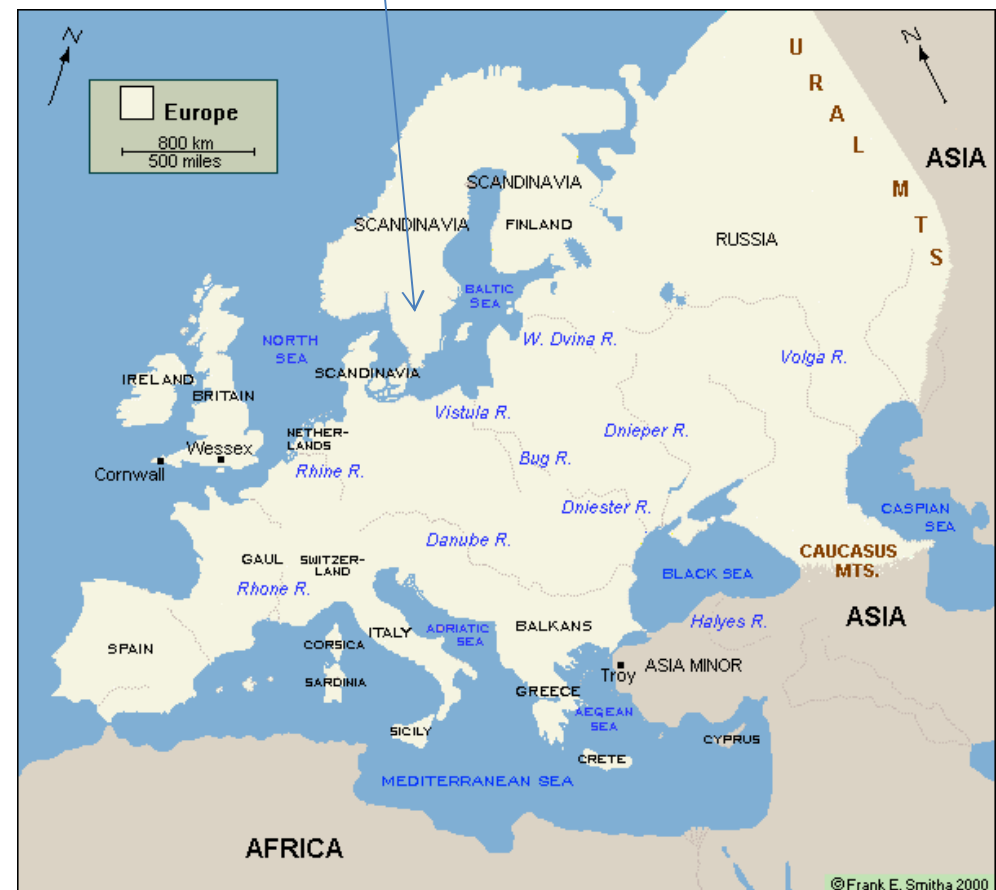 N
N
Europe
800 km
500 miles
URAL MTS
ASIA
SCANDINAVIA
SCANDINAVIA
FINLAND
RUSSIA
BALTIC
SEA
NORTH
SEA
W. Dvina R.
Volga R.
IRELAND
SCANDINAVIA
BRITAIN
Vistula R.
Dnieper R.
NETHER-
LANDS
Wessex
Cornwall
Rhine R.
Bug R.
Dniester R.
CASPIAN
SEA
Danube R.
CAUCASUS
MTS.
GAUL
SWITZER-
LAND
Rhone R.
BLACK SEA
ASIA
Halyes R.
SPAIN
CORSICA
ITALY
ADRIATIC
SEA
BALKANS
SARDINIA
Troy
ASIA MINOR
GREECE
AEGEAN
SEA
SICILY
CYPRUS
CRETE
MEDITERRANEAN SEA
AFRICA
©Frank E. Smitha 2000